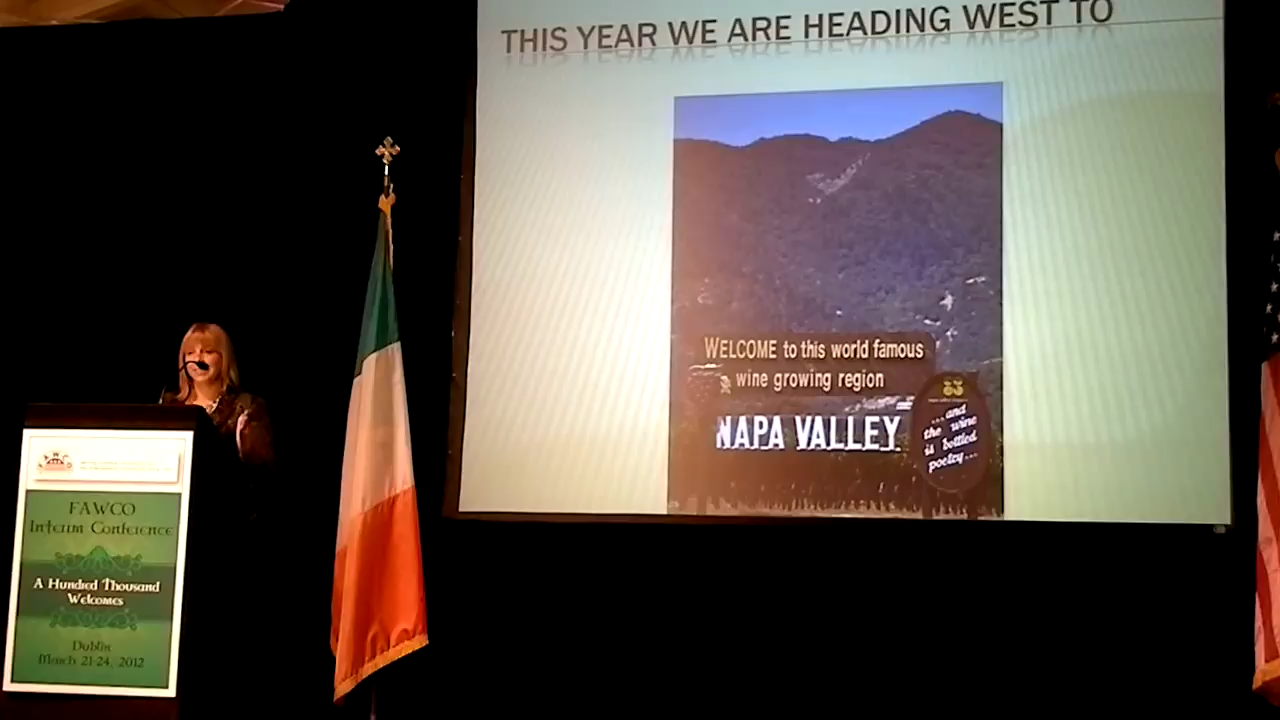 THIS YEAR WE ARE HEADING WEST TO
WELCOME to this world famous
wine growing region
NAPA VALLEY
...and
the wine
is bottled
poetry...
FAWCO
Interim Conference
A Hundred Thousand
Welcomes
Dublin
March 21-24, 2012